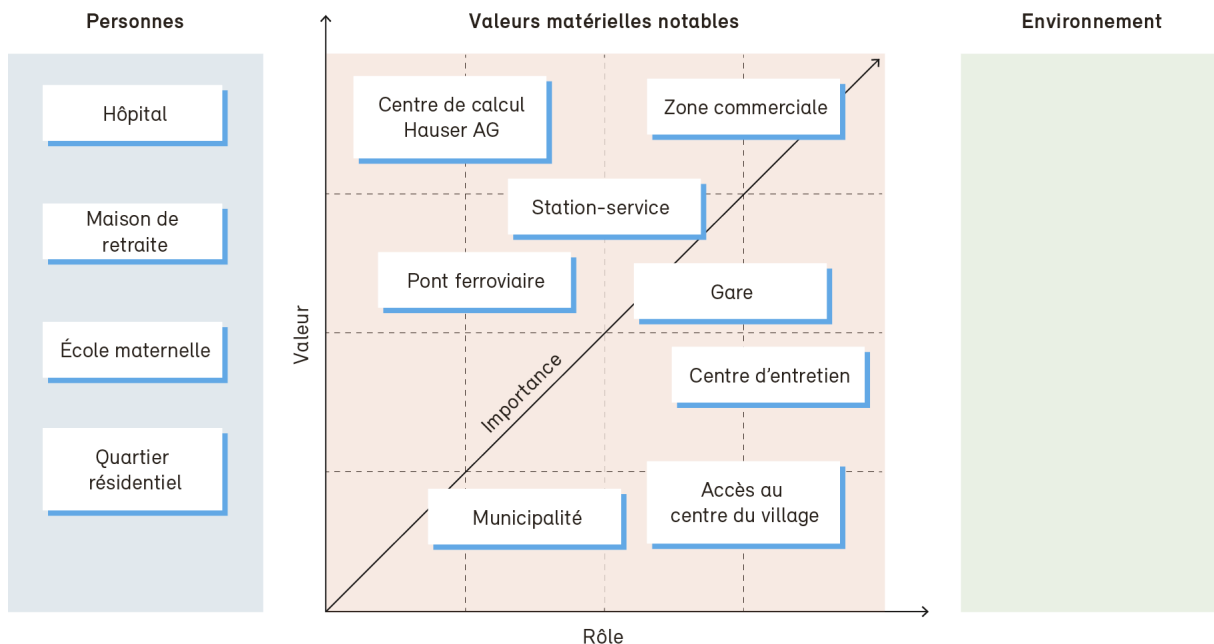 Personnes
Hôpital
Maison de
retraite
École maternelle
Quartier
résidentiel
Valeurs matérielles notables
Valeur
Centre de calcul
Hauser AG
Zone commerciale
Station-service
Pont ferroviaire
Gare
Importance
Centre d’entretien
Municipalité
Accès au
centre du village
Rôle
Environnement